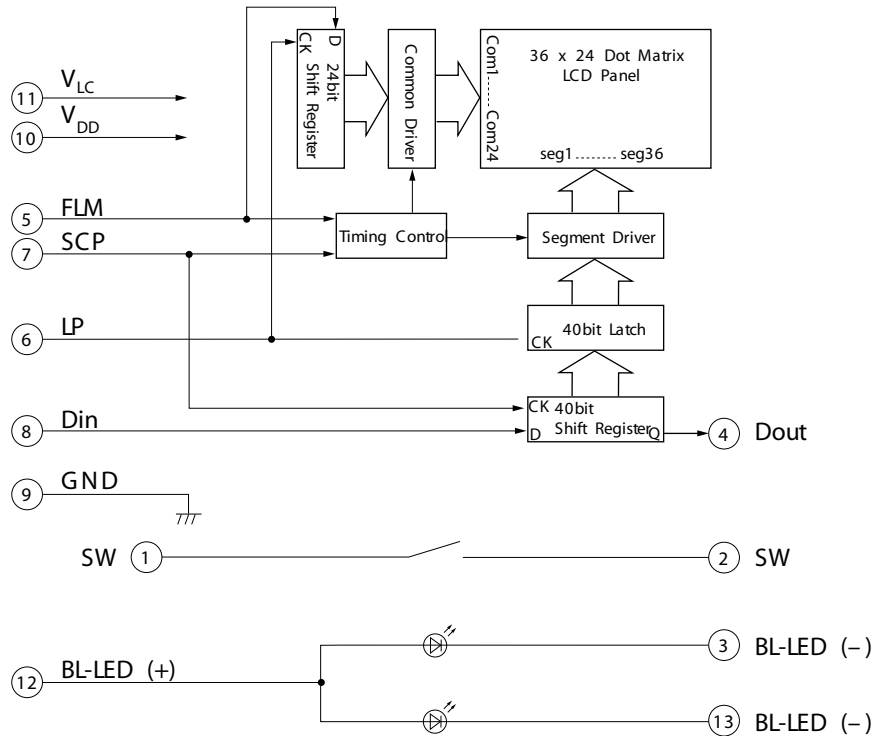 D
CK
24bit
Shift Register
Common Driver
Com1........Com24
36 x 24 Dot Matrix
LCD Panel
seg1 ........ seg36
11 VLC
10 VDD
5 FLM
Timing Control
Segment Driver
7 SCP
6 LP
40bit Latch
CK
CK 40bit
Shift Register
D
Q
8 Din
4 Dout
9 GND
SW 1
2 SW
3 BL-LED (–)
12 BL-LED (+)
13 BL-LED (–)